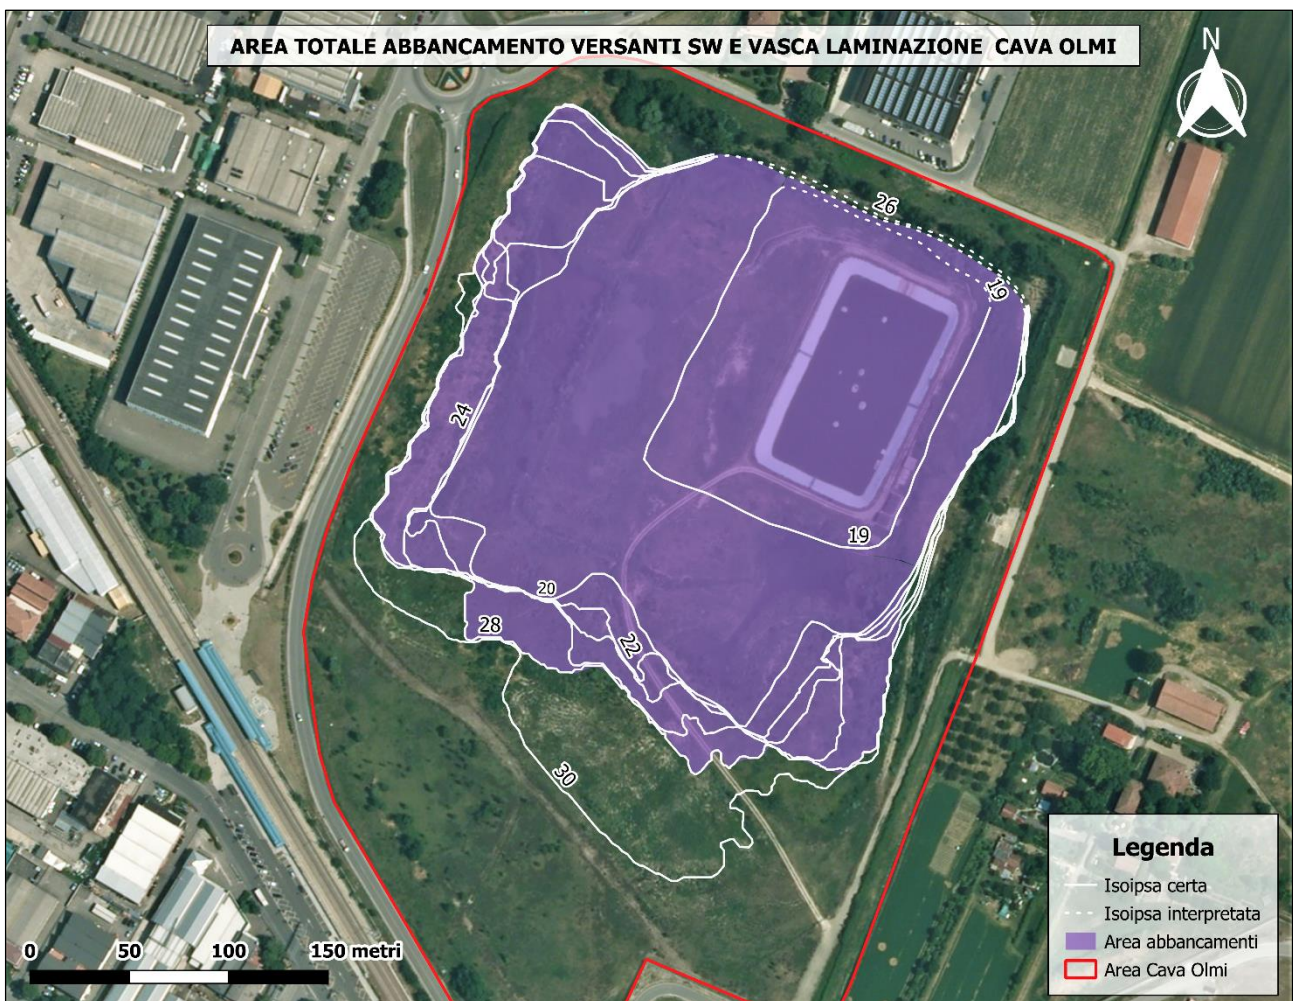 AREA TOTALE ABBANCAMENTO VERSANTI SW E VASCA LAMINAZIONE CAVA OLMI
N
26
19
24
19
20
28
22
30
Legenda
Isoipsa certa
Isoipsa interpretata
Area abbancamenti
Area Cava Olmi
0 50 100 150 metri